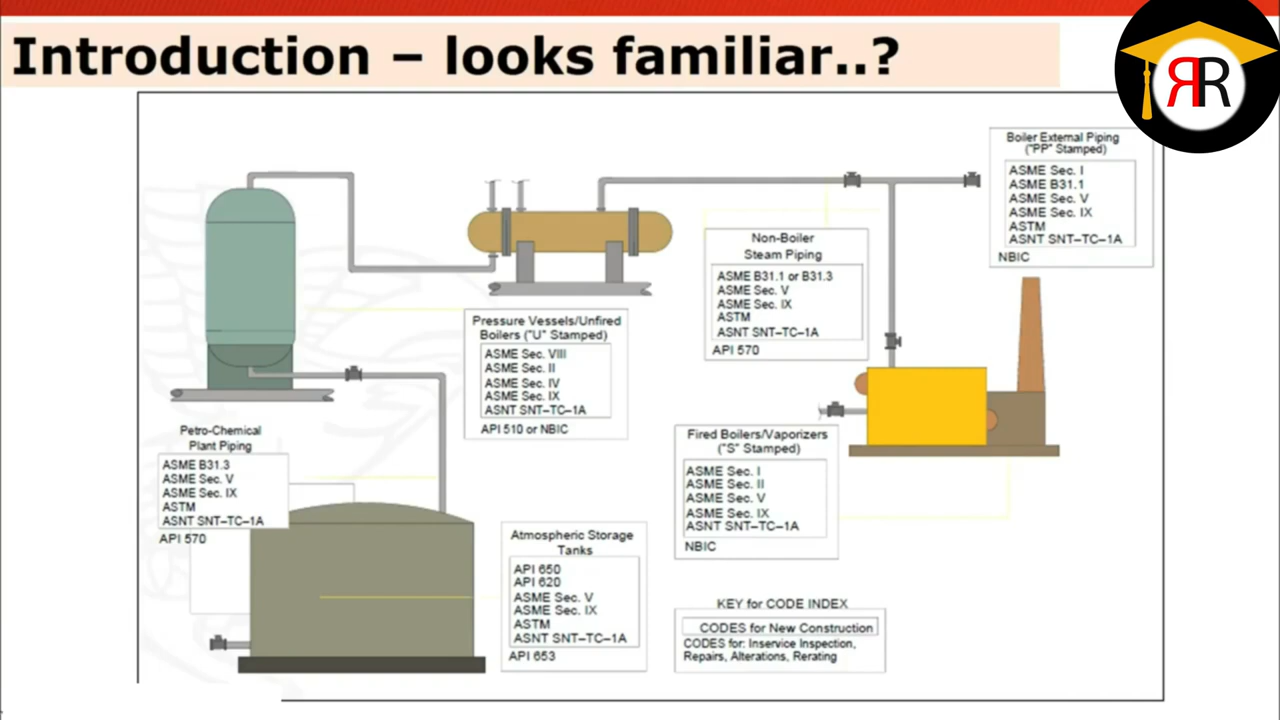 Introduction – looks familiar..?
RR
Boiler External Piping
("PP" Stamped)
ASME Sec. I
ASME B31.1
ASME Sec. V
ASME Sec. IX
ASTM
ASNT SNT–TC–1A
NBIC
Non-Boiler
Steam Piping
ASME B31.1 or B31.3
ASME Sec. V
ASME Sec. IX
ASTM
ASNT SNT–TC–1A
API 570
Pressure Vessels/Unfired
Boilers ("U" Stamped)
ASME Sec. VIII
ASME Sec. II
ASME Sec. IV
ASME Sec. IX
ASNT SNT–TC–1A
API 510 or NBIC
Petro-Chemical
Plant Piping
ASME B31.3
ASME Sec. V
ASME Sec. IX
ASTM
ASNT SNT–TC–1A
API 570
Fired Boilers/Vaporizers
("S" Stamped)
ASME Sec. I
ASME Sec. II
ASME Sec. V
ASME Sec. IX
ASNT SNT–TC–1A
NBIC
Atmospheric Storage
Tanks
API 650
API 620
ASME Sec. V
ASME Sec. IX
ASTM
ASNT SNT–TC–1A
API 653
KEY for CODE INDEX
CODES for New Construction
CODES for: Inservice Inspection,
Repairs, Alterations, Rerating